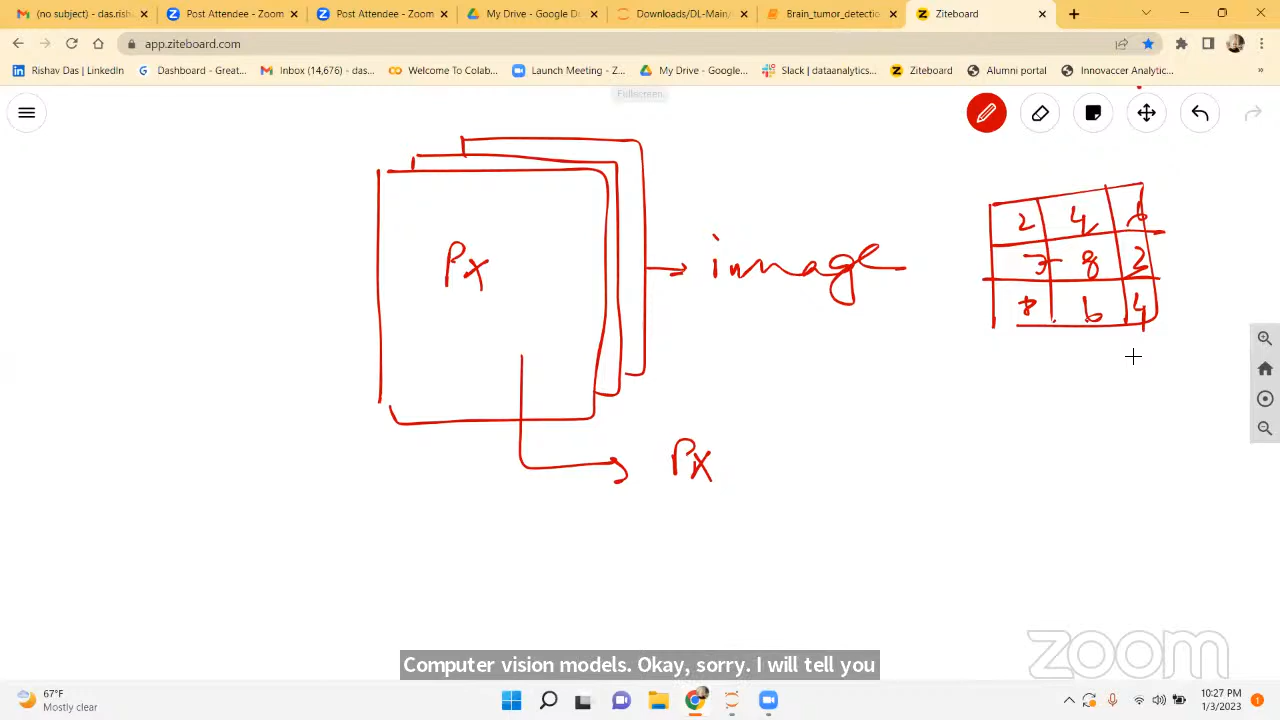 (no subject) - das.rish
Post Attendee - Zoom
Post Attendee - Zoom
My Drive - Google D
Downloads/DL-Main/
Brain_tumor_detectio
Ziteboard
app.ziteboard.com
Rishav Das | LinkedIn
Dashboard - Great...
Inbox (14,676) - das...
Welcome To Colab...
Launch Meeting - Z...
My Drive - Google...
Slack | dataanalytics...
Ziteboard
Alumni portal
Innovaccer Analytic...
Fullscreen.
Px
image
2 4
8 2
8 6 4
Px
Computer vision models. Okay, sorry. I will tell you
zoom
67°F
Mostly clear
10:27 PM
1/3/2023
1